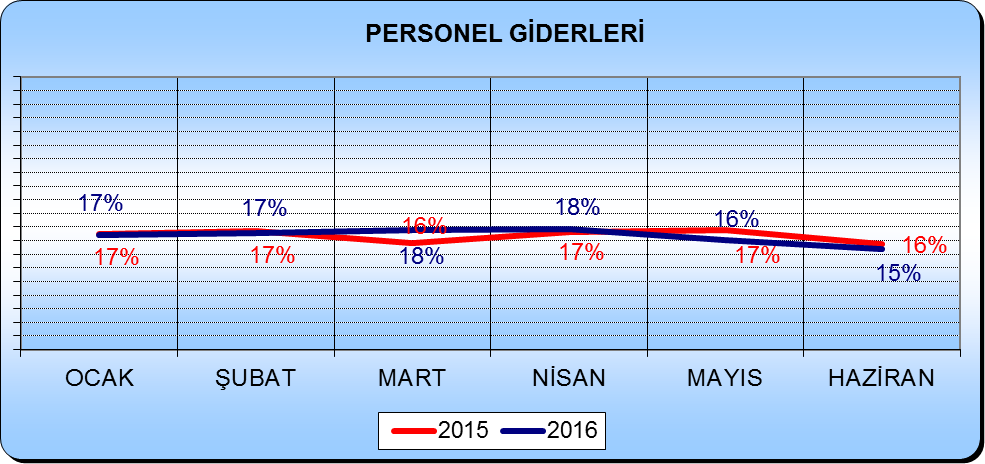 PERSONEL GİDERLERİ
17% 17% 16% 18% 16%
17% 17% 18% 17% 17% 16% 15%
OCAK ŞUBAT MART NİSAN MAYIS HAZİRAN
2015 2016